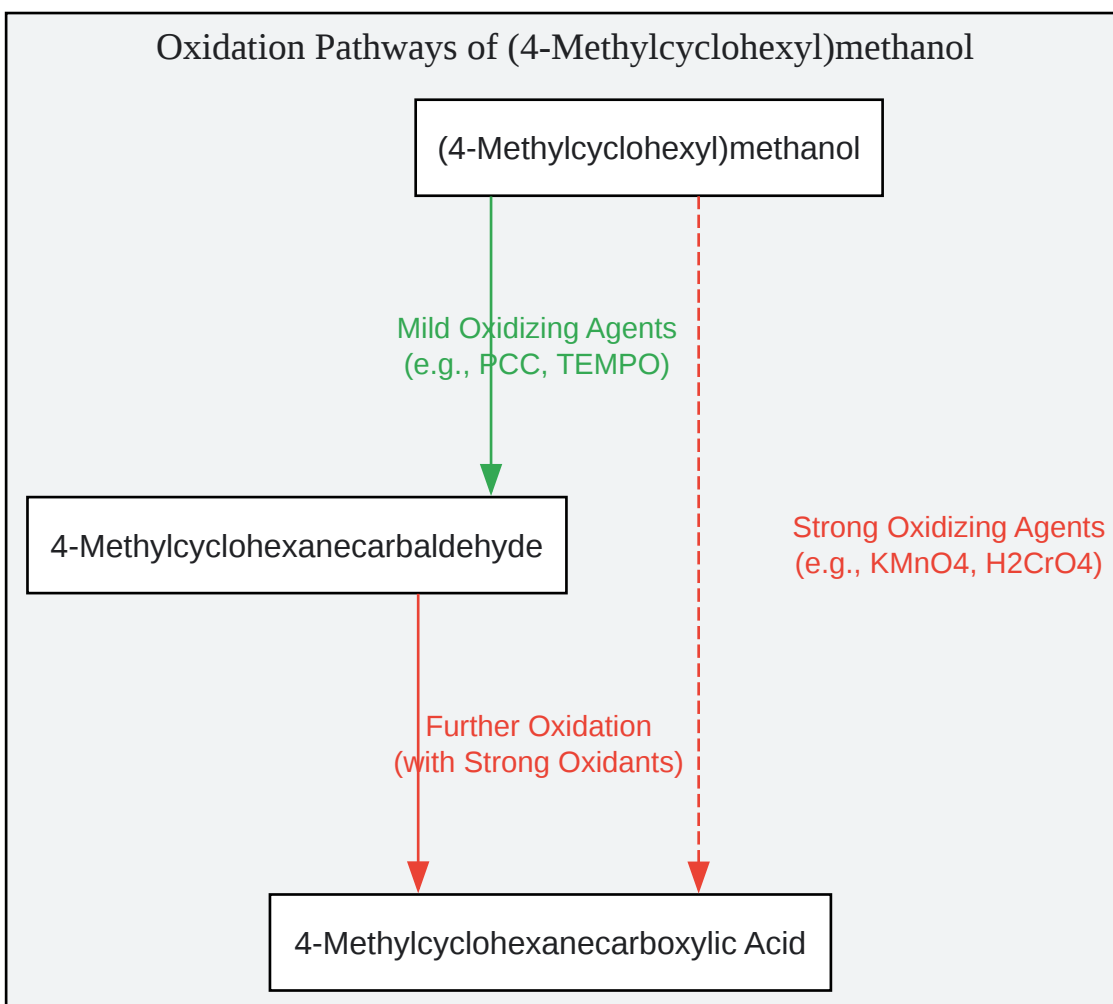 Oxidation Pathways of (4-Methylcyclohexyl)methanol
(4-Methylcyclohexyl)methanol
Mild Oxidizing Agents
(e.g., PCC, TEMPO)
4-Methylcyclohexanecarbaldehyde
Strong Oxidizing Agents
(e.g., KMnO4, H2CrO4)
Further Oxidation
(with Strong Oxidants)
4-Methylcyclohexanecarboxylic Acid